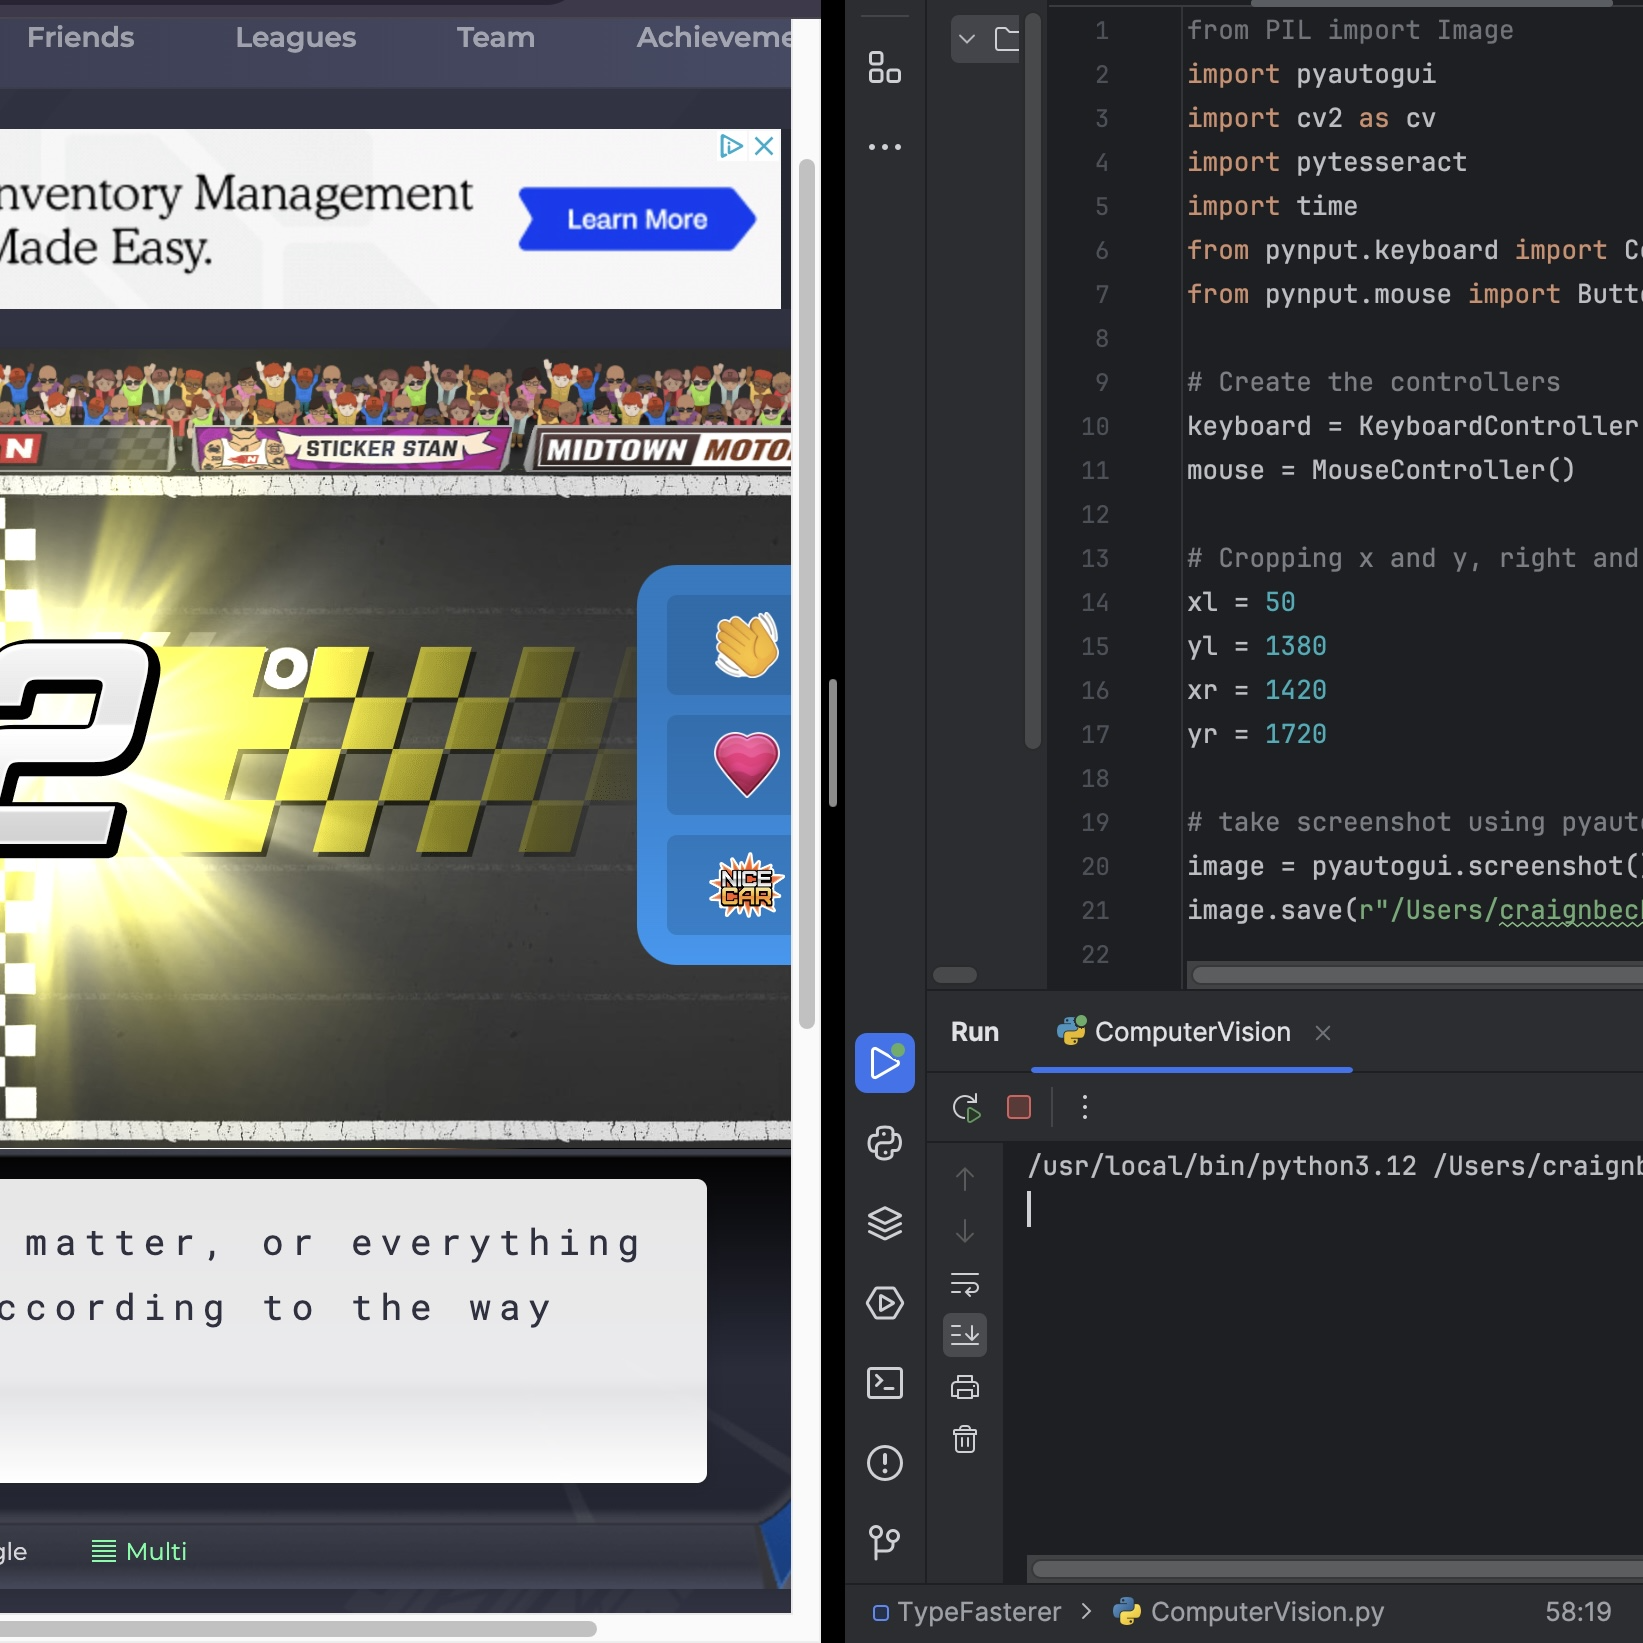 Friends Leagues Team Achieveme
nventory Management
Made Easy.
Learn More
N
STICKER STAN
MIDTOWN MOTO
2
NICE
CAR
matter, or everything
ccording to the way
gle
Multi
1 from PIL import Image
2 import pyautogui
3 import cv2 as cv
4 import pytesseract
5 import time
6 from pynput.keyboard import Co
7 from pynput.mouse import Butto
8
9 # Create the controllers
10 keyboard = KeyboardController
11 mouse = MouseController()
12
13 # Cropping x and y, right and
14 xl = 50
15 yl = 1380
16 xr = 1420
17 yr = 1720
18
19 # take screenshot using pyauto
20 image = pyautogui.screenshot()
21 image.save(r"/Users/craignbeck
22
Run ComputerVision
/usr/local/bin/python3.12 /Users/craignb
TypeFasterer > ComputerVision.py 58:19